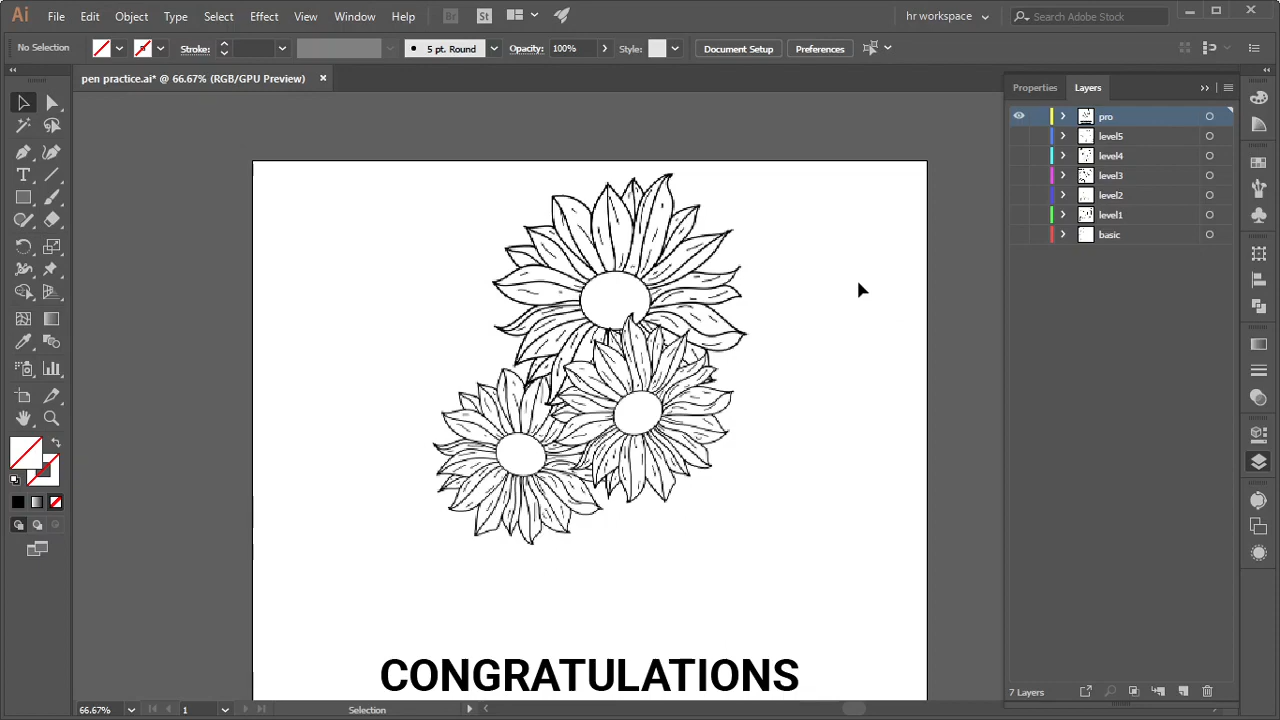 Ai File Edit Object Type Select Effect View Window Help Br St hr workspace Search Adobe Stock
No Selection Stroke: 5 pt. Round Opacity: 100% Style: Document Setup Preferences
pen practice.ai* @ 66.67% (RGB/GPU Preview)
Properties Layers
pro
level5
level4
level3
level2
level1
basic
CONGRATULATIONS
7 Layers
66.67% 1 Selection